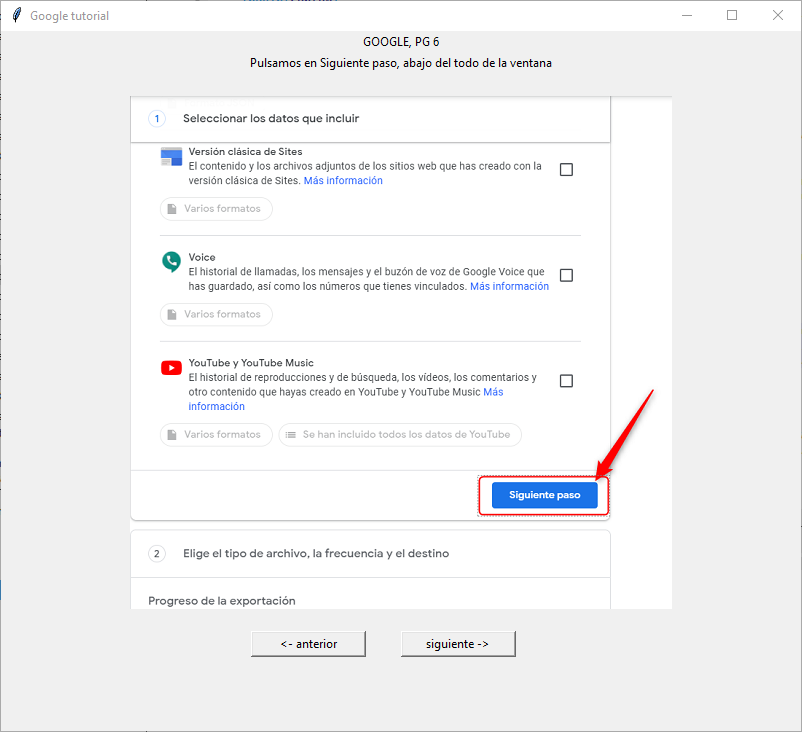 Google tutorial
GOOGLE, PG 6
Pulsamos en Siguiente paso, abajo del todo de la ventana
1 Seleccionar los datos que incluir
Versión clásica de Sites
El contenido y los archivos adjuntos de los sitios web que has creado con la
versión clásica de Sites. Más información
Varios formatos
Voice
El historial de llamadas, los mensajes y el buzón de voz de Google Voice que
has guardado, así como los números que tienes vinculados. Más información
Varios formatos
YouTube y YouTube Music
El historial de reproducciones y de búsqueda, los vídeos, los comentarios y
otro contenido que hayas creado en YouTube y YouTube Music Más
información
Varios formatos Se han incluido todos los datos de YouTube
Siguiente paso
2 Elige el tipo de archivo, la frecuencia y el destino
Progreso de la exportación
<- anterior siguiente ->